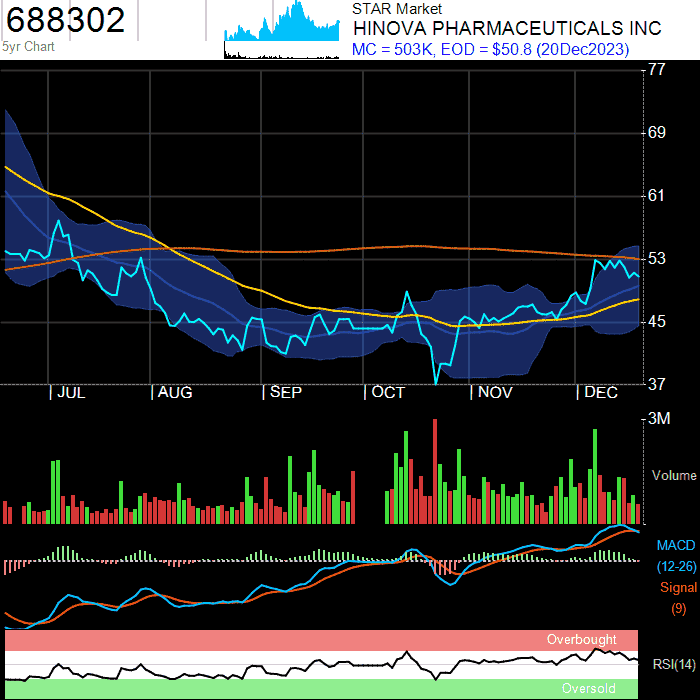 688302
5yr Chart
STAR Market
HINOVA PHARMACEUTICALS INC
MC = 503K, EOD = $50.8 (20Dec2023)
77
69
61
53
45
37
JUL AUG SEP OCT NOV DEC
3M
Volume
MACD
(12-26)
Signal
(9)
Overbought
RSI(14)
Oversold